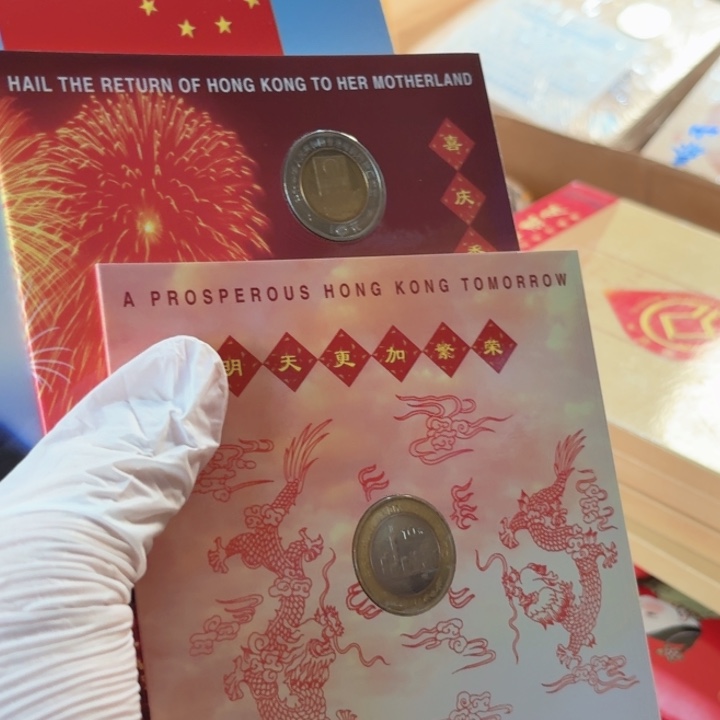 HAIL THE RETURN OF HONG KONG TO HER MOTHERLAND
喜
庆
A PROSPEROUS HONG KONG TOMORROW
明天更加繁荣
10